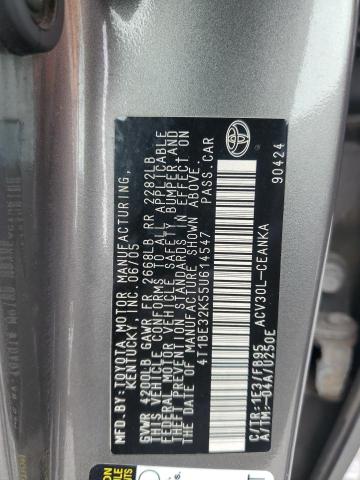 MFD.BY:TOYOTA MOTOR MANUFACTURING,
KENTUCKY, INC. 06/05
GVWR 4200LB GAWR FR 2668LB RR 2282LB
THIS VEHICLE CONFORMS TO ALL APPLICABLE
FEDERAL MOTOR VEHICLE SAFETY, BUMPER AND
THEFT PREVENTION STANDARDS IN EFFECT ON
THE DATE OF MANUFACTURE SHOWN ABOVE.
4T1BE32K55U614547 PASS.CAR
ACV30L-CEANKA
C/TR:1E3/FB95
A/TM:-04A/U250E
90424